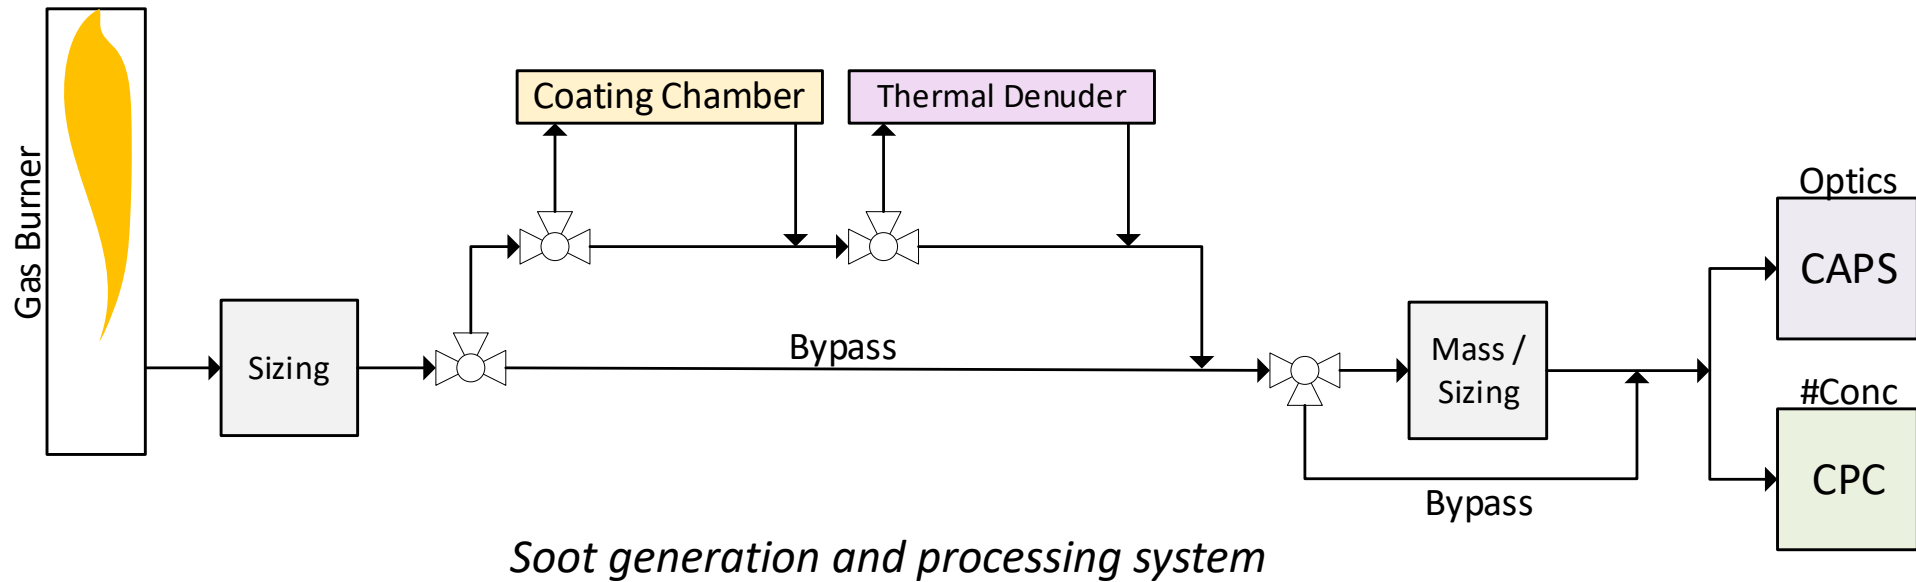 Gas Burner
Sizing
Coating Chamber
Thermal Denuder
Bypass
Mass /
Sizing
Bypass
Optics
CAPS
#Conc
CPC
Soot generation and processing system